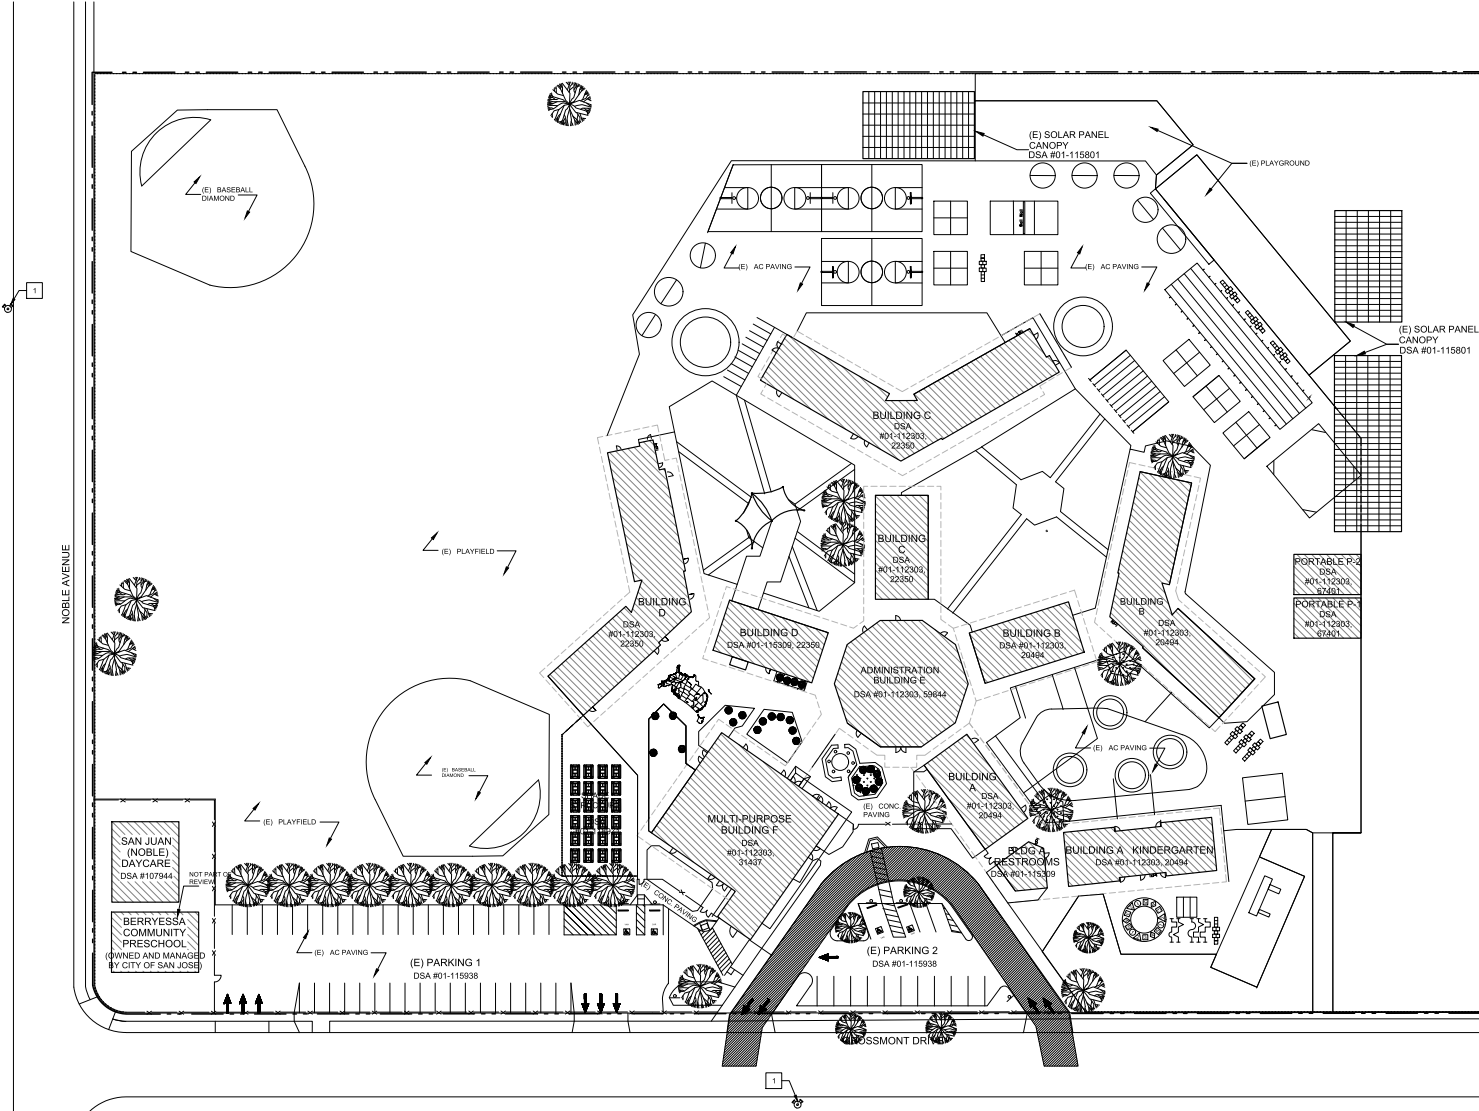 (E) SOLAR PANEL
CANOPY
DSA #01-115801
(E) PLAYGROUND
(E) BASEBALL
DIAMOND
(E) AC PAVING
(E) AC PAVING
1
(E) SOLAR PANEL
CANOPY
DSA #01-115801
BUILDING C
DSA
#01-112303,
22350
NOBLE AVENUE
(E) PLAYFIELD
BUILDING
C
DSA
#01-112303,
22350
PORTABLE P-2
DSA
#01-112303,
67401
PORTABLE P-1
DSA
#01-112303,
67401
BUILDING
D
DSA
#01-112303,
22350
BUILDING D
DSA #01-115309, 22350
BUILDING B
DSA #01-112303,
20494
BUILDING
B
DSA
#01-112303,
20494
ADMINISTRATION
BUILDING E
DSA #01-112303, 59844
(E) AC PAVING
(E) BASEBALL
DIAMOND
BUILDING
A
DSA
#01-112303,
20494
(E) CONC.
PAVING
(E) PLAYFIELD
MULTI-PURPOSE
BUILDING F
DSA
#01-112303,
31437
SAN JUAN
(NOBLE)
DAYCARE
DSA #107944
NOT PART OF
REVIEW
BLDG A
RESTROOMS
DSA #01-115309
BUILDING A KINDERGARTEN
DSA #01-112303, 20494
(E) CONC. PAVING
BERRYESSA
COMMUNITY
PRESCHOOL
(OWNED AND MANAGED
BY CITY OF SAN JOSE)
(E) AC PAVING
(E) PARKING 1
DSA #01-115938
(E) PARKING 2
DSA #01-115938
CROSSMONT DRIVE
1